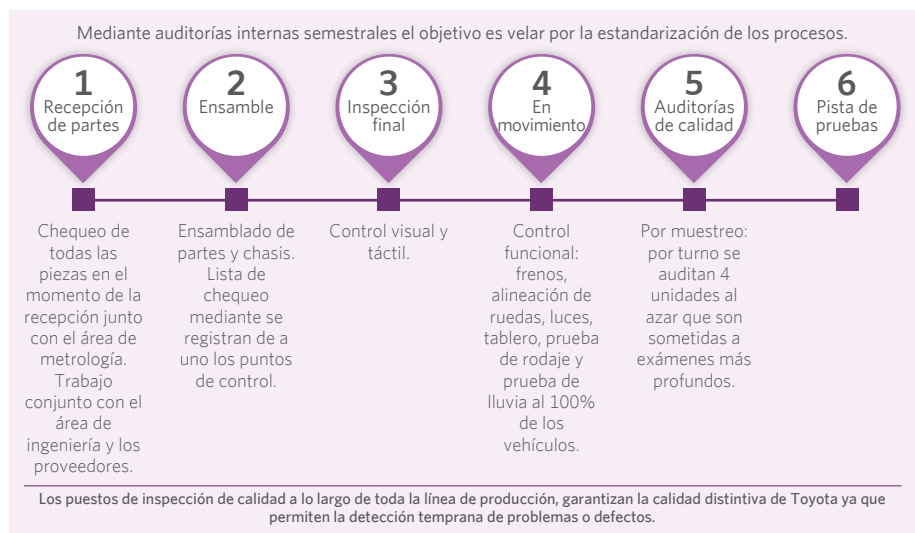 Mediante auditorías internas semestrales el objetivo es velar por la estandarización de los procesos.
1
Recepción
de partes
2
Ensamble
3
Inspección
final
4
En
movimiento
5
Auditorías
de calidad
6
Pista de
pruebas
Chequeo de
todas las
piezas en el
momento de la
recepción junto
con el área de
metrología.
Trabajo
conjunto con el
área de
ingeniería y los
proveedores.
Ensamblado de
partes y chasis.
Lista de
chequeo
mediante se
registran de a
uno los puntos
de control.
Control visual y
táctil.
Control
funcional:
frenos,
alineación de
ruedas, luces,
tablero, prueba
de rodaje y
prueba de
lluvia al 100%
de los
vehículos.
Por muestreo:
por turno se
auditan 4
unidades al
azar que son
sometidas a
exámenes más
profundos.
Los puestos de inspección de calidad a lo largo de toda la línea de producción, garantizan la calidad distintiva de Toyota ya que
permiten la detección temprana de problemas o defectos.